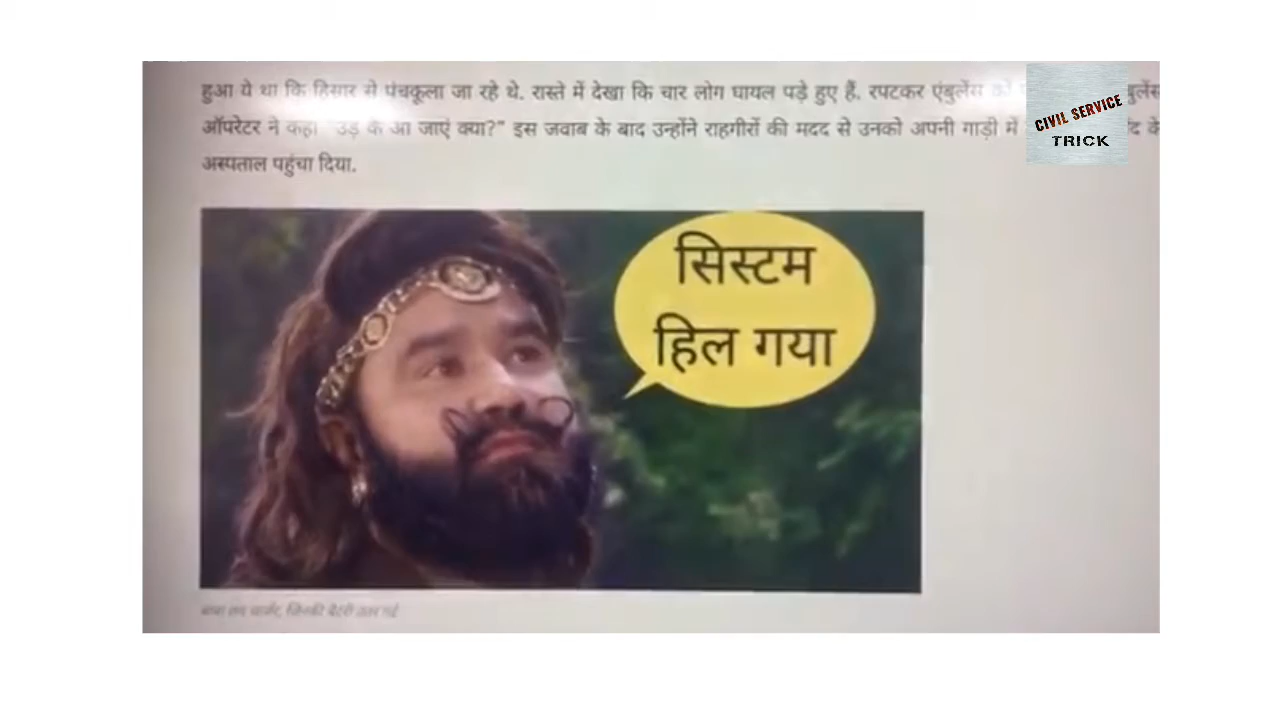 हुआ ये था कि हिसार से पंचकूला जा रहे थे. रास्ते में देखा कि चार लोग घायल पड़े हुए हैं. रपटकर एंबुलेंस को
ऑपरेटर ने कहा "उड़ के आ जाएं क्या?" इस जवाब के बाद उन्होंने राहगीरों की मदद से उनको अपनी गाड़ी में
अस्पताल पहुंचा दिया.
CIVIL SERVICE
TRICK
सिस्टम
हिल गया